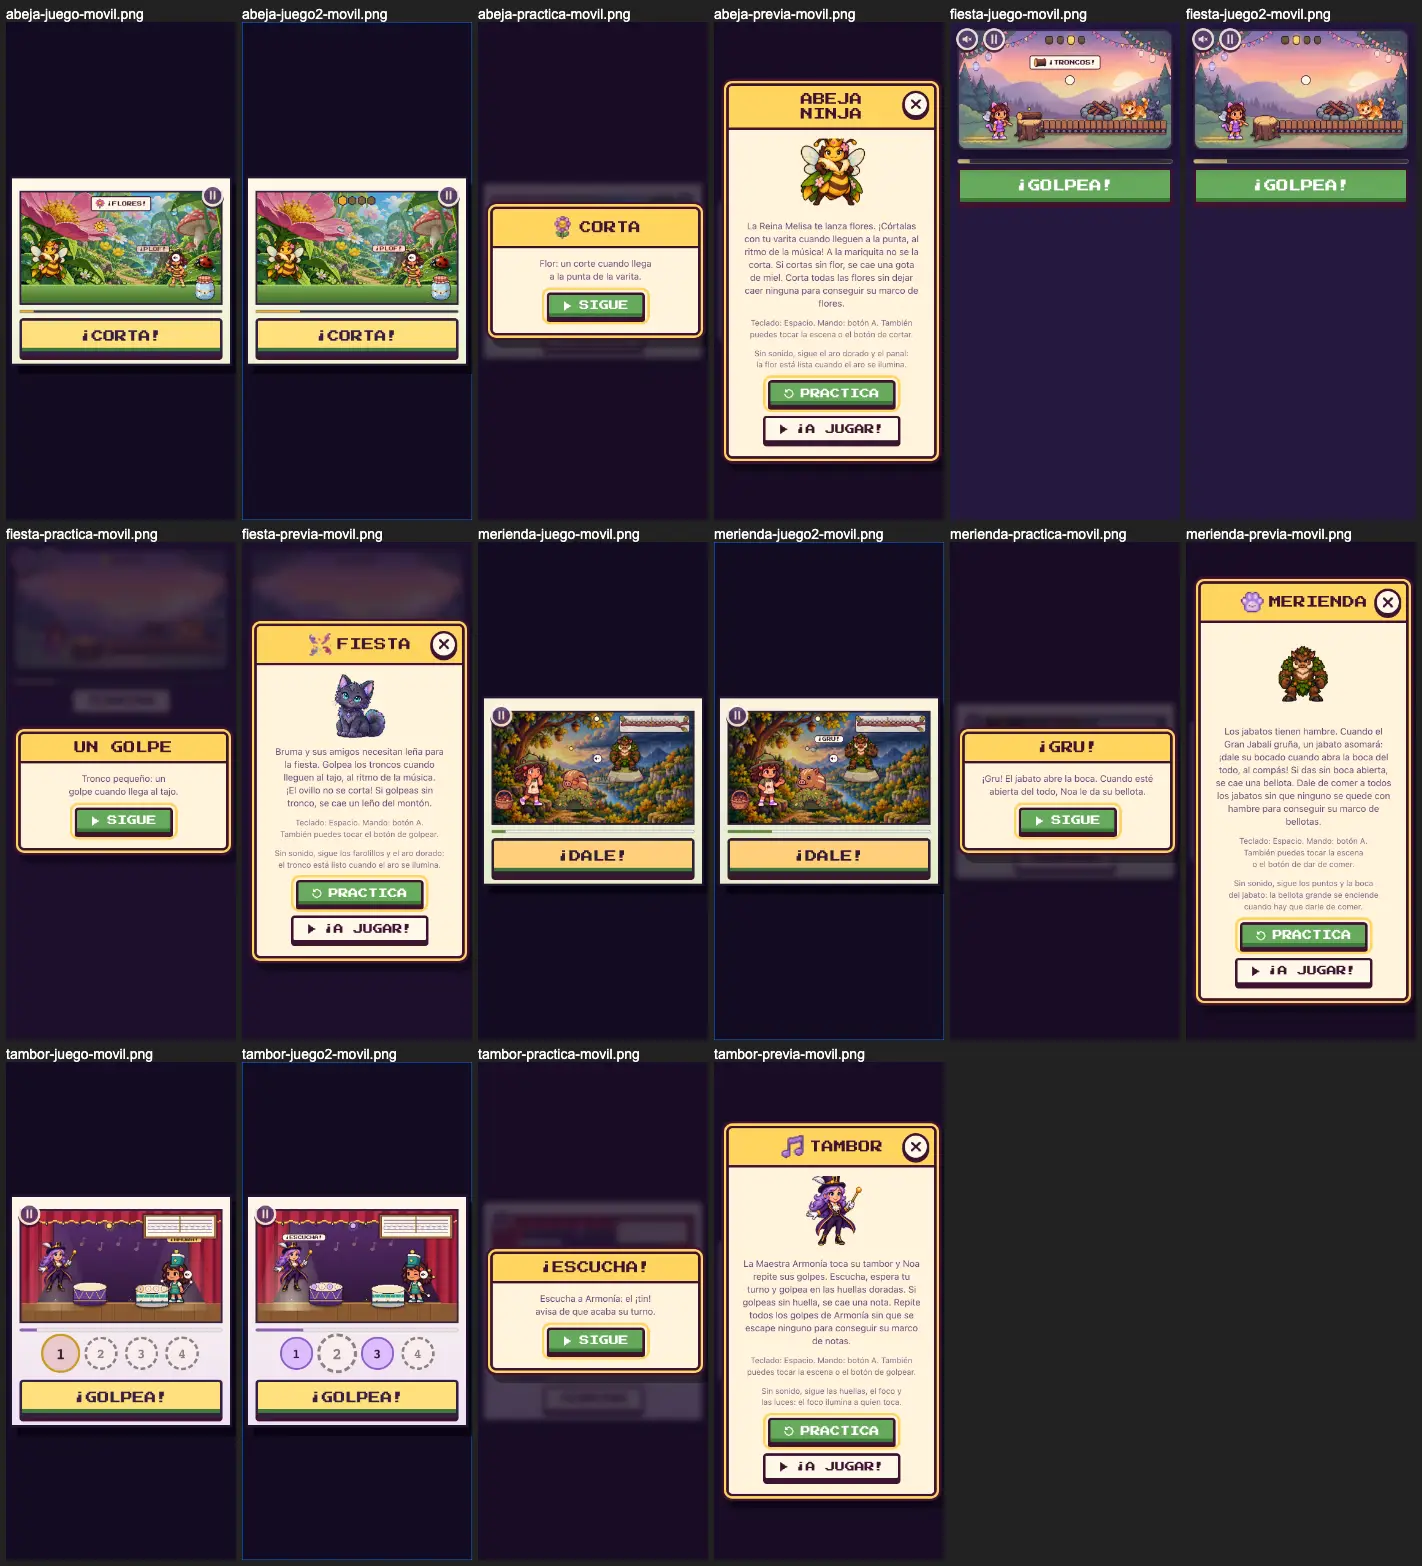 abeja-juego-movil.png
abeja-juego2-movil.png
abeja-practica-movil.png
abeja-previa-movil.png
fiesta-juego-movil.png
fiesta-juego2-movil.png
¡FLORES!
¡PLOF!
¡CORTA!
¡PLOF!
¡CORTA!
CORTA
Flor: un corte cuando llega
a la punta de la varita.
SIGUE
ABEJA
NINJA
La Reina Melisa te lanza flores. ¡Córtalas
con tu varita cuando lleguen a la punta, al
ritmo de la música! A la mariquita no se la
corta. Si cortas sin flor, se cae una gota
de miel. Corta todas las flores sin dejar
caer ninguna para conseguir su marco de
flores.
Teclado: Espacio. Mando: botón A. También
puedes tocar la escena o el botón de cortar.
Sin sonido, sigue el aro dorado y el panal:
la flor está lista cuando el aro se ilumina.
PRACTICA
¡A JUGAR!
¡TRONCOS!
¡GOLPEA!
¡GOLPEA!
fiesta-practica-movil.png
fiesta-previa-movil.png
merienda-juego-movil.png
merienda-juego2-movil.png
merienda-practica-movil.png
merienda-previa-movil.png
UN GOLPE
Tronco pequeño: un
golpe cuando llega al tajo.
SIGUE
FIESTA
Bruma y sus amigos necesitan leña para
la fiesta. Golpea los troncos cuando
lleguen al tajo, al ritmo de la música.
¡El ovillo no se corta! Si golpeas sin
tronco, se cae un leño del montón.
Teclado: Espacio. Mando: botón A.
También puedes tocar el botón de golpear.
Sin sonido, sigue los farolillos y el aro dorado:
el tronco está listo cuando el aro se ilumina.
PRACTICA
¡A JUGAR!
¡DALE!
¡GRU!
¡DALE!
¡GRU!
¡Gru! El jabato abre la boca. Cuando esté
abierta del todo, Noa le da su bellota.
SIGUE
MERIENDA
Los jabatos tienen hambre. Cuando el
Gran Jabalí gruña, un jabato asomará:
¡dale su bocado cuando abra la boca del
todo, al compás! Si das sin boca abierta,
se cae una bellota. Dale de comer a todos
los jabatos sin que ninguno se quede con
hambre para conseguir su marco de
bellotas.
Teclado: Espacio. Mando: botón A.
También puedes tocar la escena
o el botón de dar de comer.
Sin sonido, sigue los puntos y la boca
del jabato: la bellota grande se enciende
cuando hay que darle de comer.
PRACTICA
¡A JUGAR!
tambor-juego-movil.png
tambor-juego2-movil.png
tambor-practica-movil.png
tambor-previa-movil.png
1 2 3 4
¡GOLPEA!
¡ESCUCHA!
1 2 3 4
¡GOLPEA!
¡ESCUCHA!
Escucha a Armonía: el ¡tin!
avisa de que acaba su turno.
SIGUE
TAMBOR
La Maestra Armonía toca su tambor y Noa
repite sus golpes. Escucha, espera tu
turno y golpea en las huellas doradas. Si
golpeas sin huella, se cae una nota. Repite
todos los golpes de Armonía sin que se
escape ninguno para conseguir su marco
de notas.
Teclado: Espacio. Mando: botón A. También
puedes tocar la escena o el botón de golpear.
Sin sonido, sigue las huellas, el foco y
las luces: el foco ilumina a quien toca.
PRACTICA
¡A JUGAR!